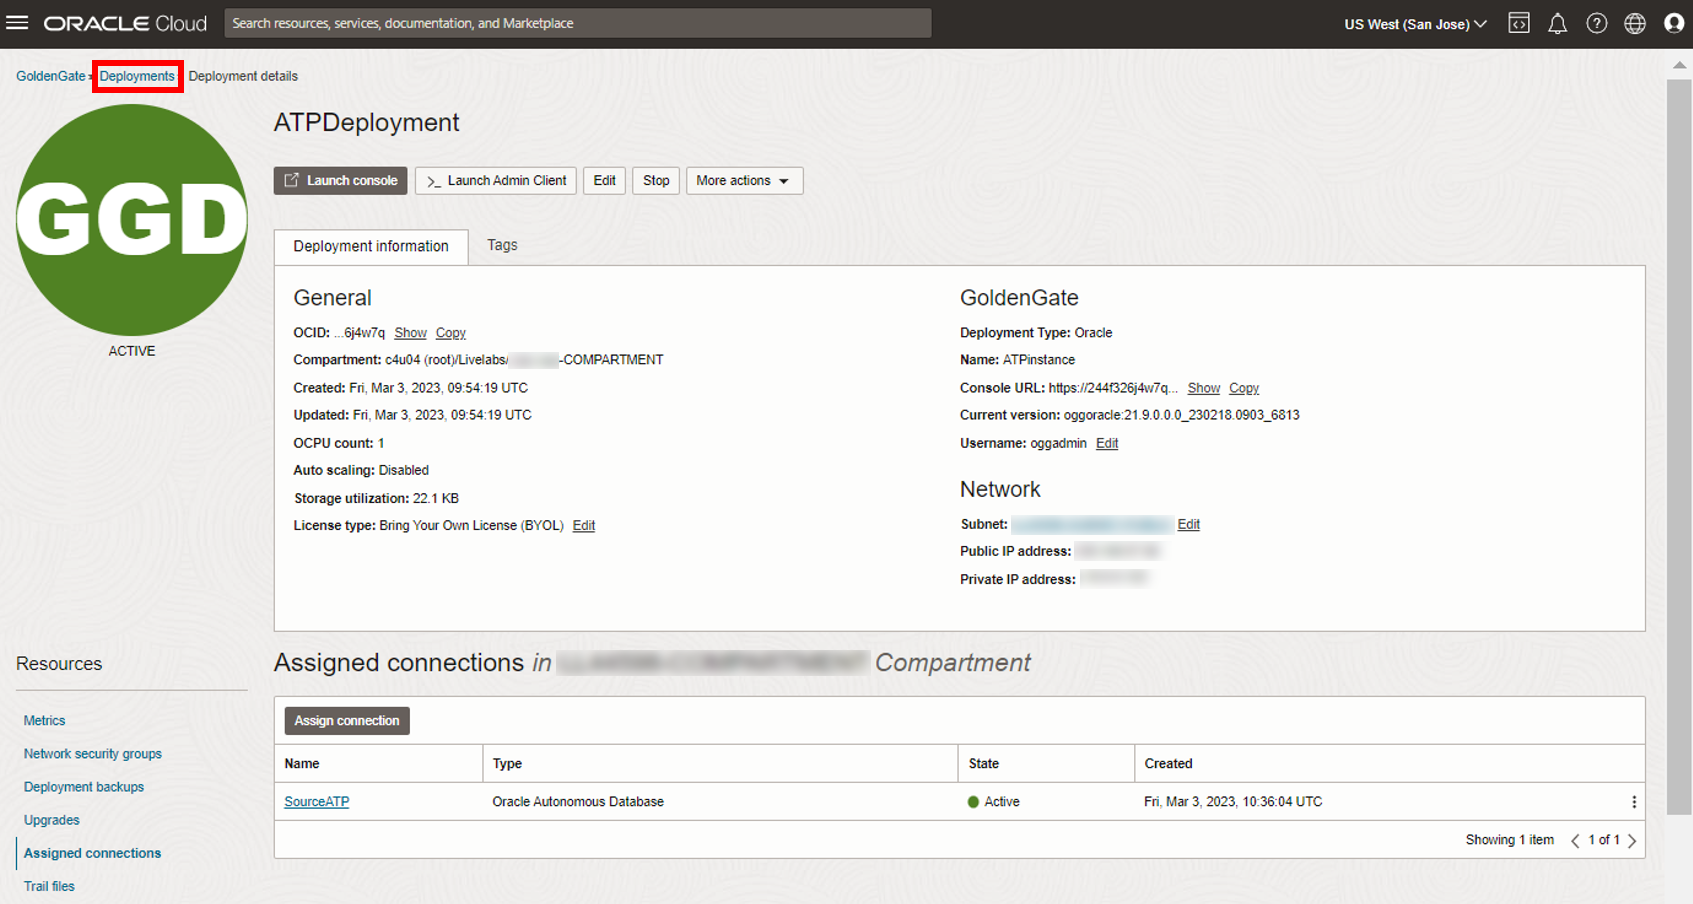 ORACLE Cloud
Search resources, services, documentation, and Marketplace
US West (San Jose)
GoldenGate » Deployments Deployment details
GGD
ACTIVE
ATPDeployment
Launch console
>_ Launch Admin Client
Edit
Stop
More actions
Deployment information
Tags
General
OCID: ...6j4w7q Show Copy
Compartment: c4u04 (root)/Livelabs/ -COMPARTMENT
Created: Fri, Mar 3, 2023, 09:54:19 UTC
Updated: Fri, Mar 3, 2023, 09:54:19 UTC
OCPU count: 1
Auto scaling: Disabled
Storage utilization: 22.1 KB
License type: Bring Your Own License (BYOL) Edit
GoldenGate
Deployment Type: Oracle
Name: ATPinstance
Console URL: https://244f326j4w7q... Show Copy
Current version: oggoracle:21.9.0.0.0_230218.0903_6813
Username: oggadmin Edit
Network
Subnet: Edit
Public IP address:
Private IP address:
Resources
Metrics
Network security groups
Deployment backups
Upgrades
Assigned connections
Trail files
Assigned connections in Compartment
Assign connection
Name Type State Created
SourceATP Oracle Autonomous Database Active Fri, Mar 3, 2023, 10:36:04 UTC
Showing 1 item < 1 of 1 >